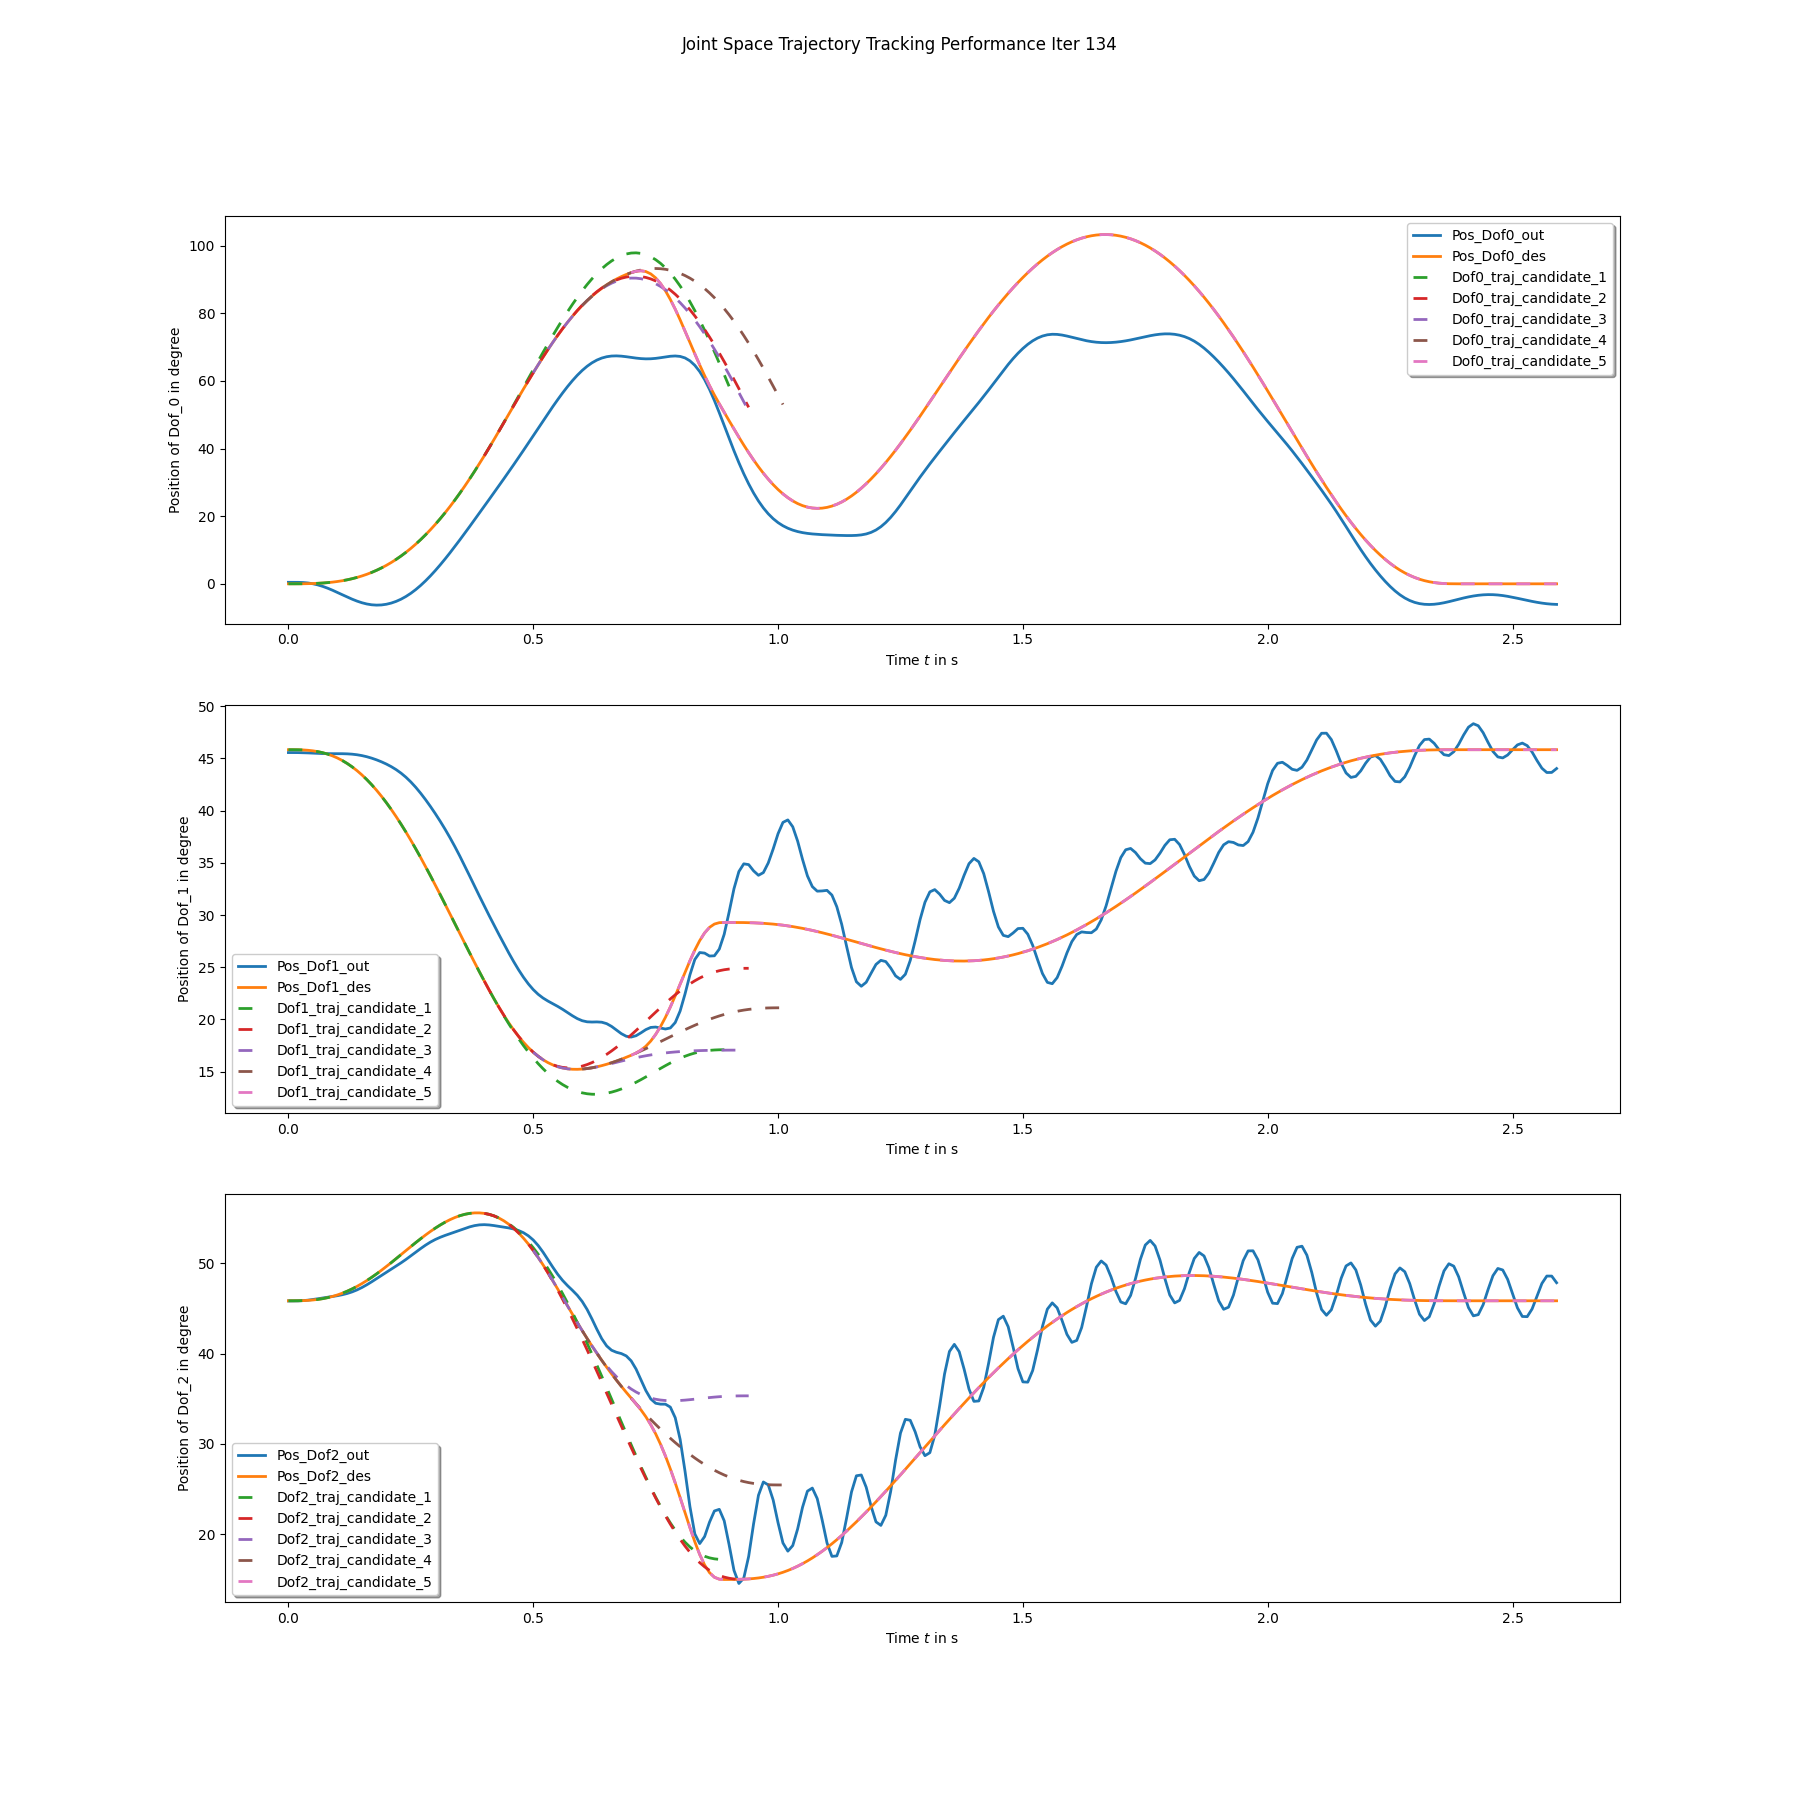 Joint Space Trajectory Tracking Performance Iter 134
Position of Dof_0 in degree
100
80
60
40
20
0
Pos_Dof0_out
Pos_Dof0_des
Dof0_traj_candidate_1
Dof0_traj_candidate_2
Dof0_traj_candidate_3
Dof0_traj_candidate_4
Dof0_traj_candidate_5
0.0 0.5 1.0 1.5 2.0 2.5
Time t in s
Position of Dof_1 in degree
50
45
40
35
30
25
20
15
Pos_Dof1_out
Pos_Dof1_des
Dof1_traj_candidate_1
Dof1_traj_candidate_2
Dof1_traj_candidate_3
Dof1_traj_candidate_4
Dof1_traj_candidate_5
0.0 0.5 1.0 1.5 2.0 2.5
Time t in s
Position of Dof_2 in degree
50
40
30
20
Pos_Dof2_out
Pos_Dof2_des
Dof2_traj_candidate_1
Dof2_traj_candidate_2
Dof2_traj_candidate_3
Dof2_traj_candidate_4
Dof2_traj_candidate_5
0.0 0.5 1.0 1.5 2.0 2.5
Time t in s